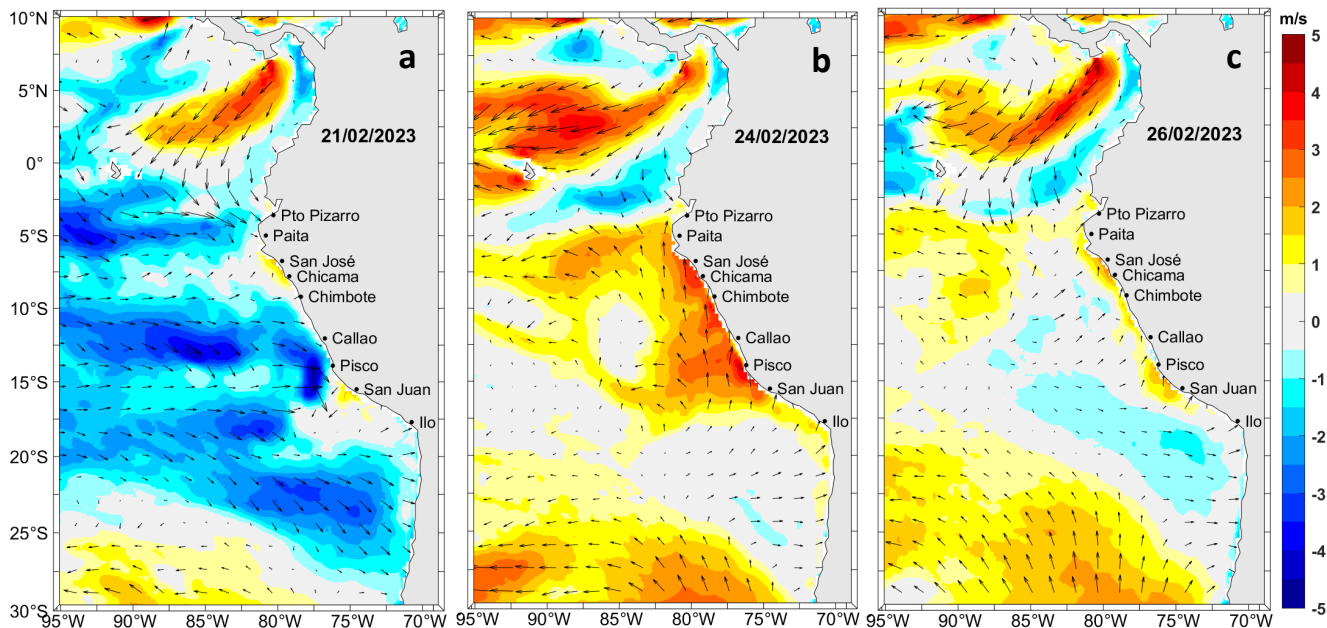 a
b
c
m/s
10°N
5°N
0°
5°S
10°S
15°S
20°S
25°S
30°S
21/02/2023
Pto Pizarro
Paita
San José
Chicama
Chimbote
Callao
Pisco
San Juan
Ilo
95°W 90°W 85°W 80°W 75°W 70°W
24/02/2023
Pto Pizarro
Paita
San José
Chicama
Chimbote
Callao
Pisco
San Juan
Ilo
95°W 90°W 85°W 80°W 75°W 70°W
26/02/2023
Pto Pizarro
Paita
San José
Chicama
Chimbote
Callao
Pisco
San Juan
Ilo
95°W 90°W 85°W 80°W 75°W 70°W
5
4
3
2
1
0
-1
-2
-3
-4
-5